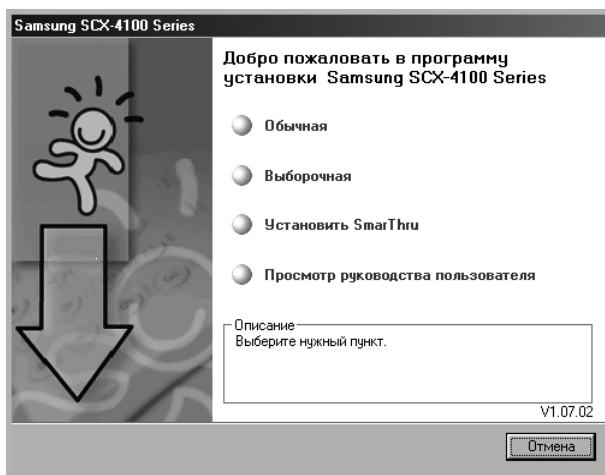 Samsung SCX-4100 Series
Добро пожаловать в программу
установки Samsung SCX-4100 Series
Обычная
Выборочная
Установить SmarThru
Просмотр руководства пользователя
Описание
Выберите нужный пункт.
V1.07.02
Отмена